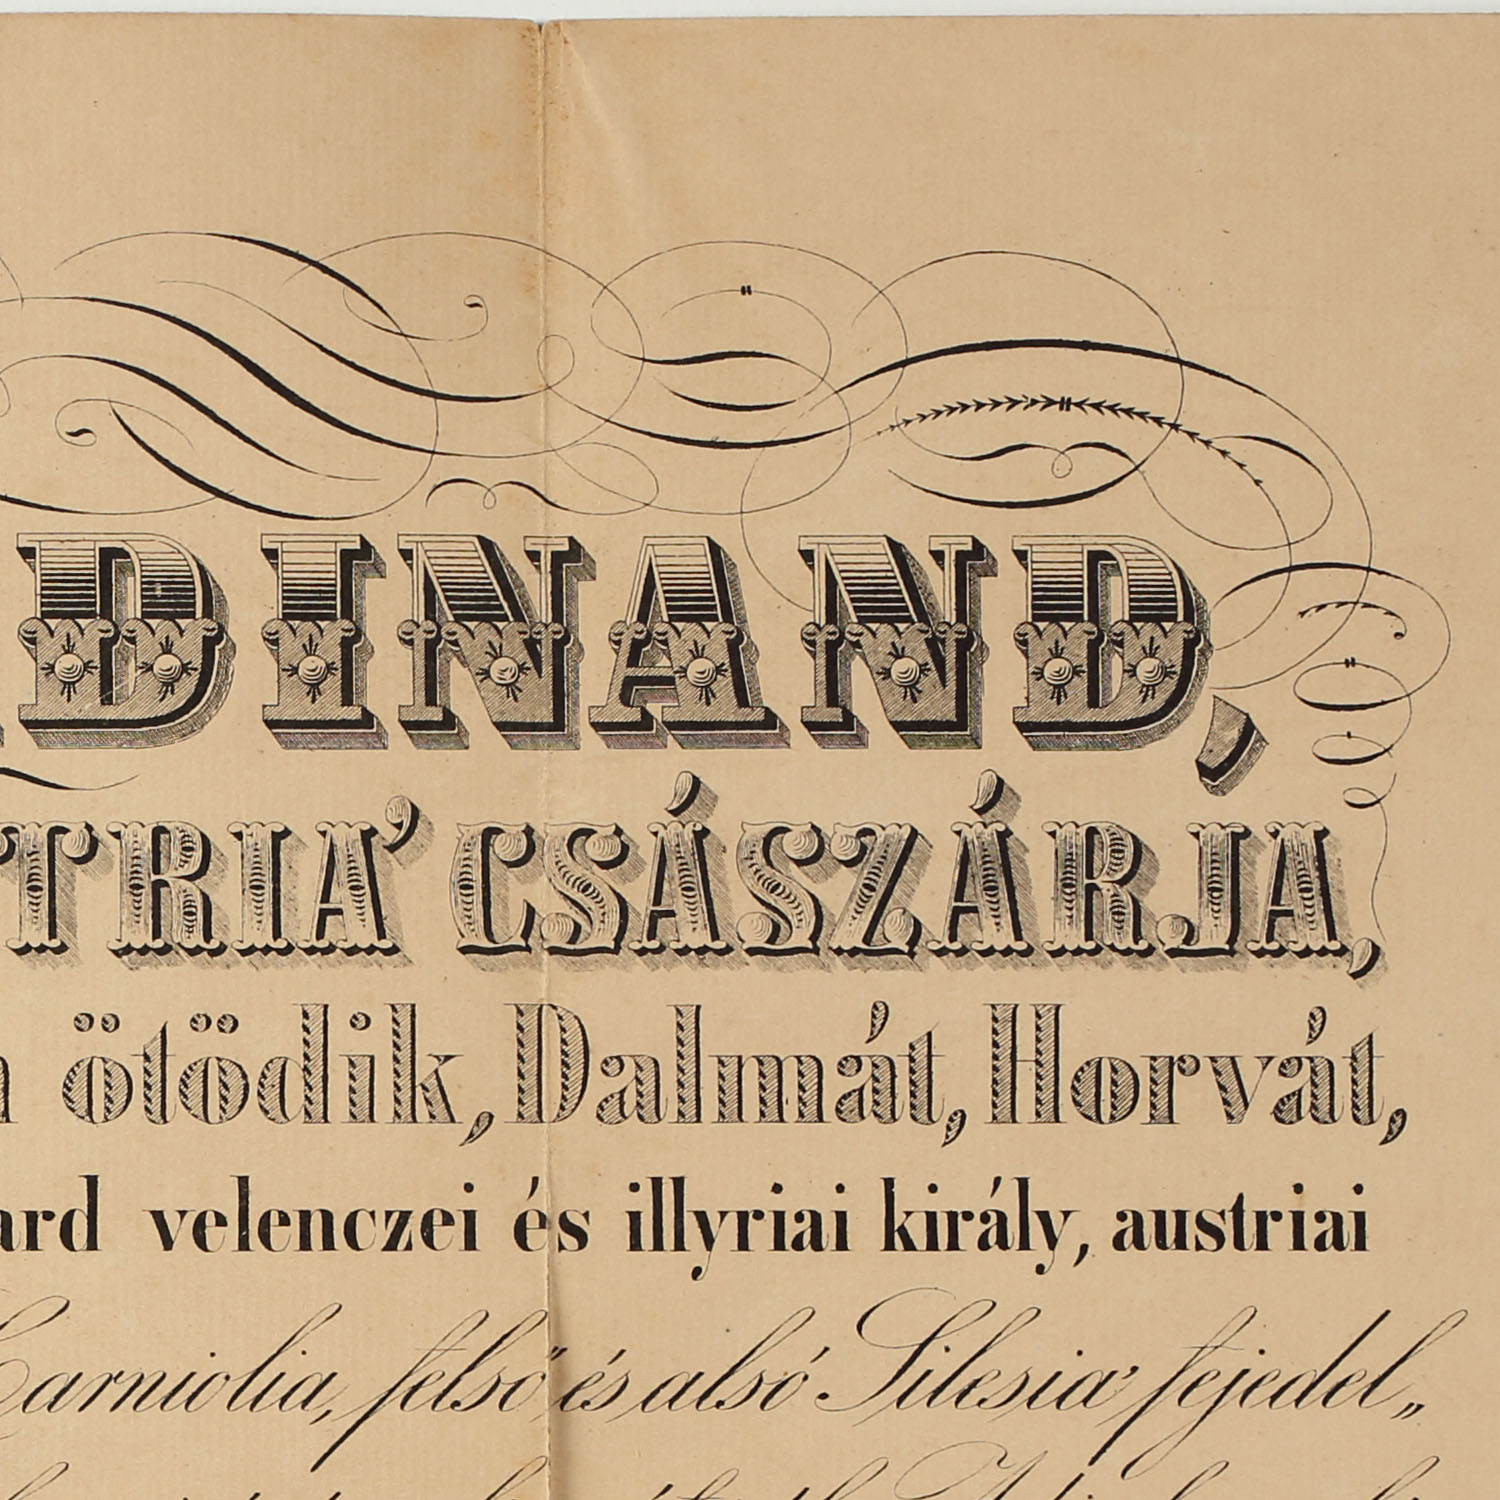 DINAND,
TRIA' CSÁSZÁRJA,
ötödik, Dalmát, Horvát,
ard velenczei és illyriai király, austriai
Carniolia, felső és alsó Silesia' fejedel„